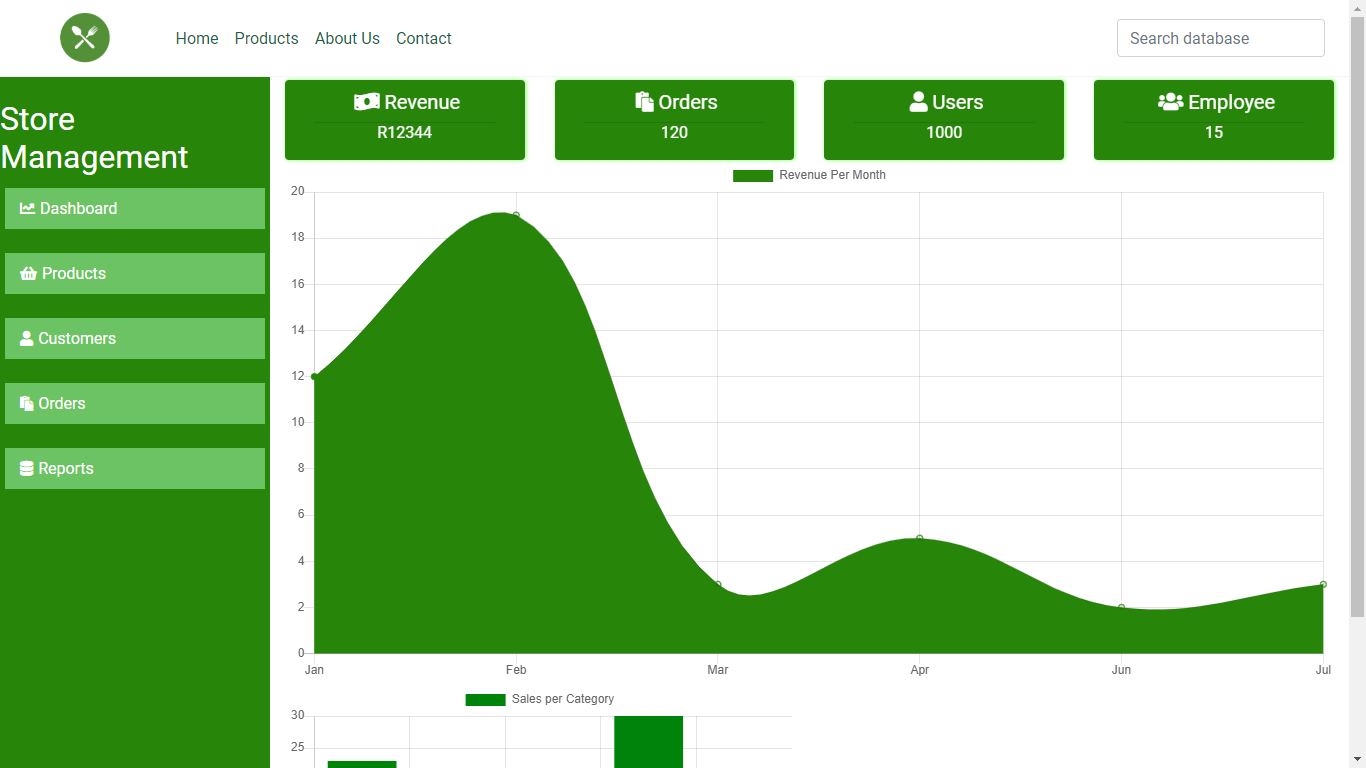 Home Products About Us Contact
Search database
Store
Management
Dashboard
Products
Customers
Orders
Reports
Revenue
R12344
Orders
120
Users
1000
Employee
15
Revenue Per Month
20
18
16
14
12
10
8
6
4
2
0
Jan Feb Mar Apr Jun Jul
Sales per Category
30
25